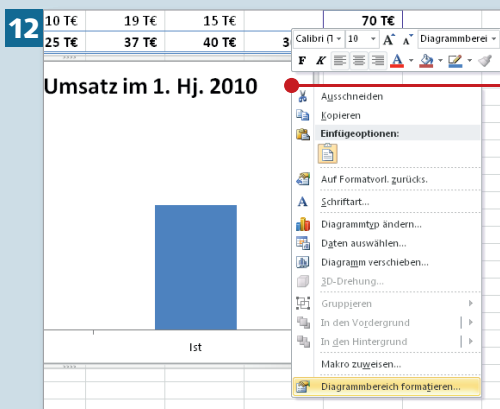 12
10 T€ 19 T€ 15 T€ 70 T€
25 T€ 37 T€ 40 T€
Calibri (T 10 A A Diagrammberei
F K A
Umsatz im 1. Hj. 2010
Ausschneiden
Kopieren
Einfügeoptionen:
Auf Formatvorl. zurücks.
A Schriftart...
Diagrammtyp ändern...
Daten auswählen...
Diagramm verschieben...
3D-Drehung...
Gruppieren
In den Vordergrund
In den Hintergrund
Makro zuweisen...
Diagrammbereich formatieren...
Ist